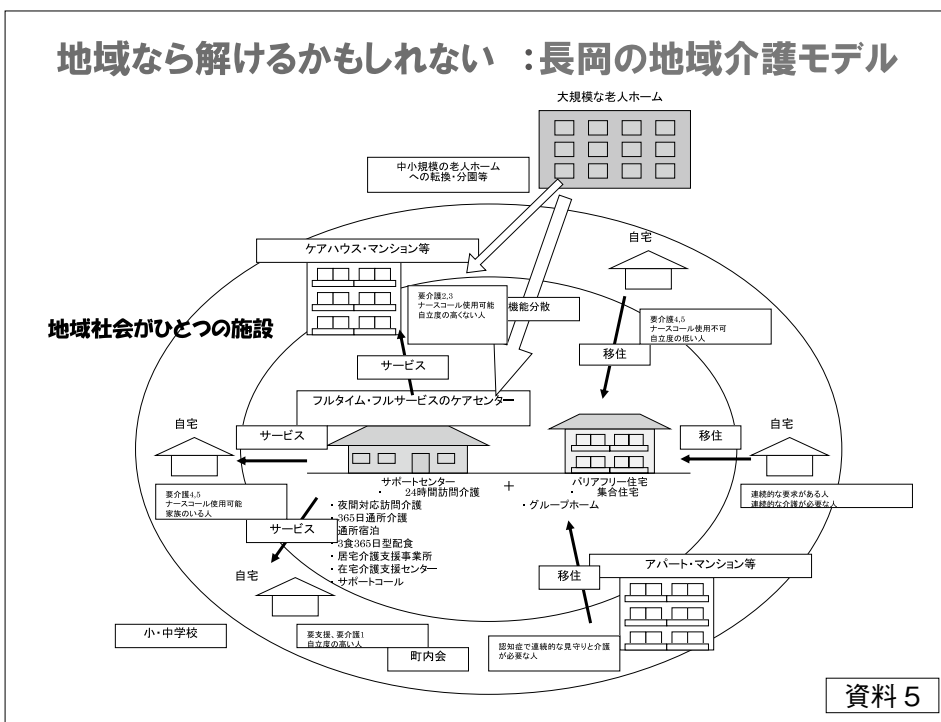 地域なら解けるかもしれない ：長岡の地域介護モデル
大規模な老人ホーム
中小規模の老人ホーム
への転換・分園等
自宅
ケアハウス・マンション等
要介護2,3
ナースコール使用可能
自立度の高くない人
機能分散
要介護4,5
ナースコール使用不可
自立度の低い人
地域社会がひとつの施設
移住
サービス
フルタイム・フルサービスのケアセンター
自宅
サービス
移住
自宅
サポートセンター
・ 24時間訪問介護
・夜間対応訪問介護
・365日通所介護
・通所宿泊
・3食365日型配食
・居宅介護支援事業所
・在宅介護支援センター
・サポートコール
+
バリアフリー住宅
・ 集合住宅
・グループホーム
要介護4,5
ナースコール使用可能
家族のいる人
連続的な要求がある人
連続的な介護が必要な人
サービス
自宅
移住
アパート・マンション等
小・中学校
要支援、要介護1
自立度の高い人
町内会
認知症で連続的な見守りと介護
が必要な人
資料５